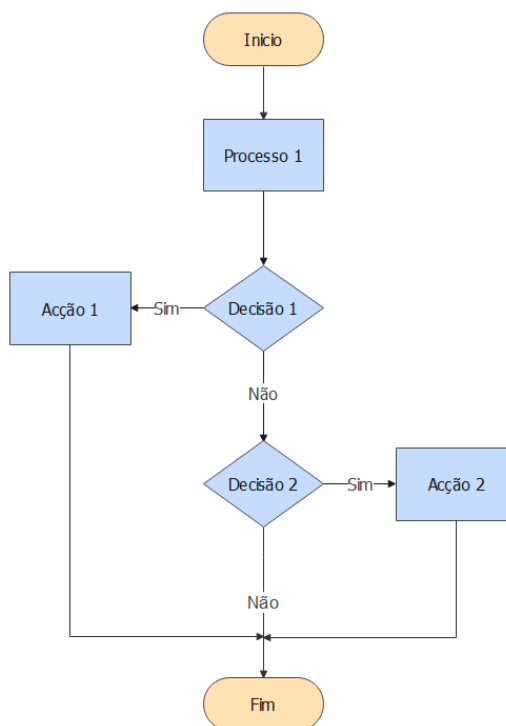 Inicio
Processo 1
Decisão 1
Sim
Acção 1
Não
Decisão 2
Sim
Acção 2
Não
Fim